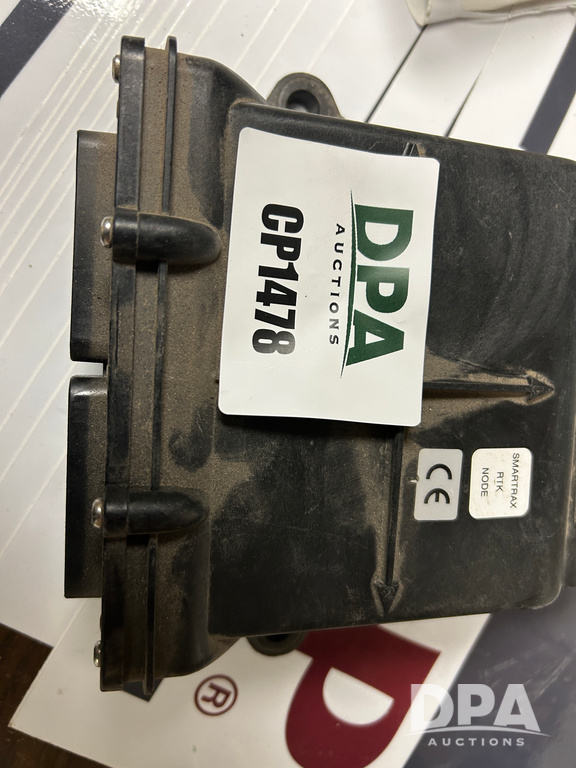 DPA
AUCTIONS
CP1478
SMARTRAX
RTK
NODE
CE
P
®
DPA
AUCTIONS